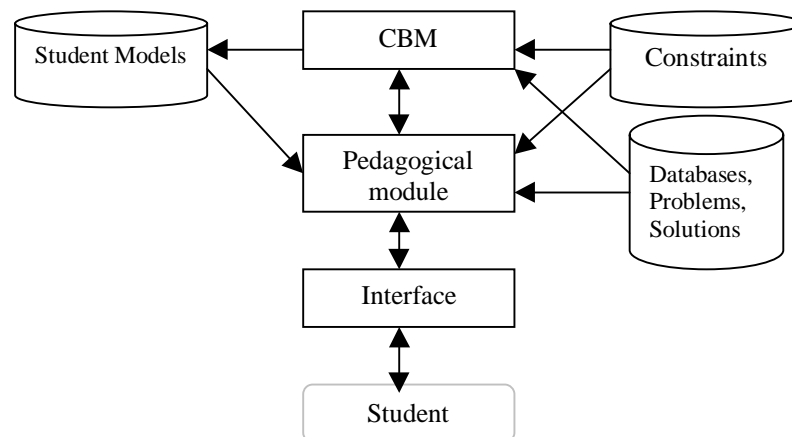 CBM
Student Models
Constraints
Pedagogical
module
Databases,
Problems,
Solutions
Interface
Student